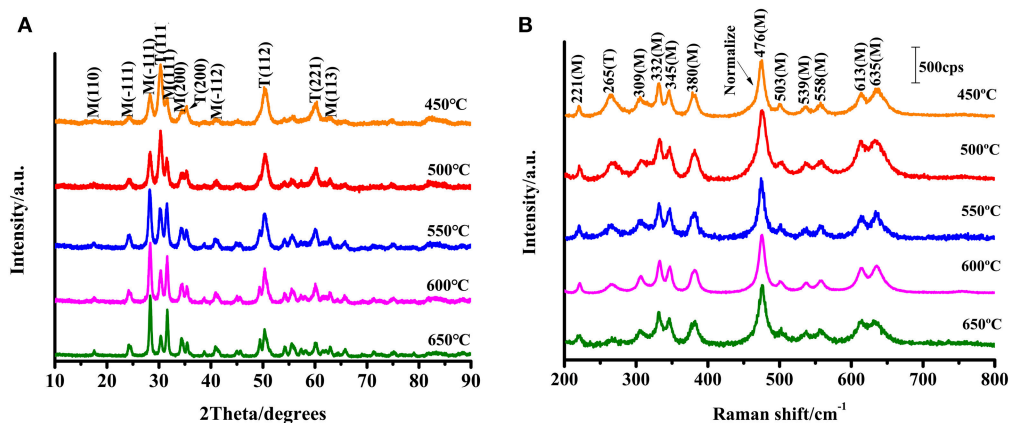 A
M(110)
M(-111)
M(-111)
T(111)
M(111)
M(200)
T(200)
M(-112)
T(112)
T(221)
M(113)
450°C
500°C
550°C
600°C
650°C
Intensity/a.u.
10 20 30 40 50 60 70 80 90
2Theta/degrees
B
221(M)
265(T)
309(M)
332(M)
345(M)
380(M)
Normalize
476(M)
503(M)
539(M)
558(M)
613(M)
635(M)
500cps
450°C
500°C
550°C
600°C
650°C
Intensity/a.u.
200 300 400 500 600 700 800
Raman shift/cm⁻¹